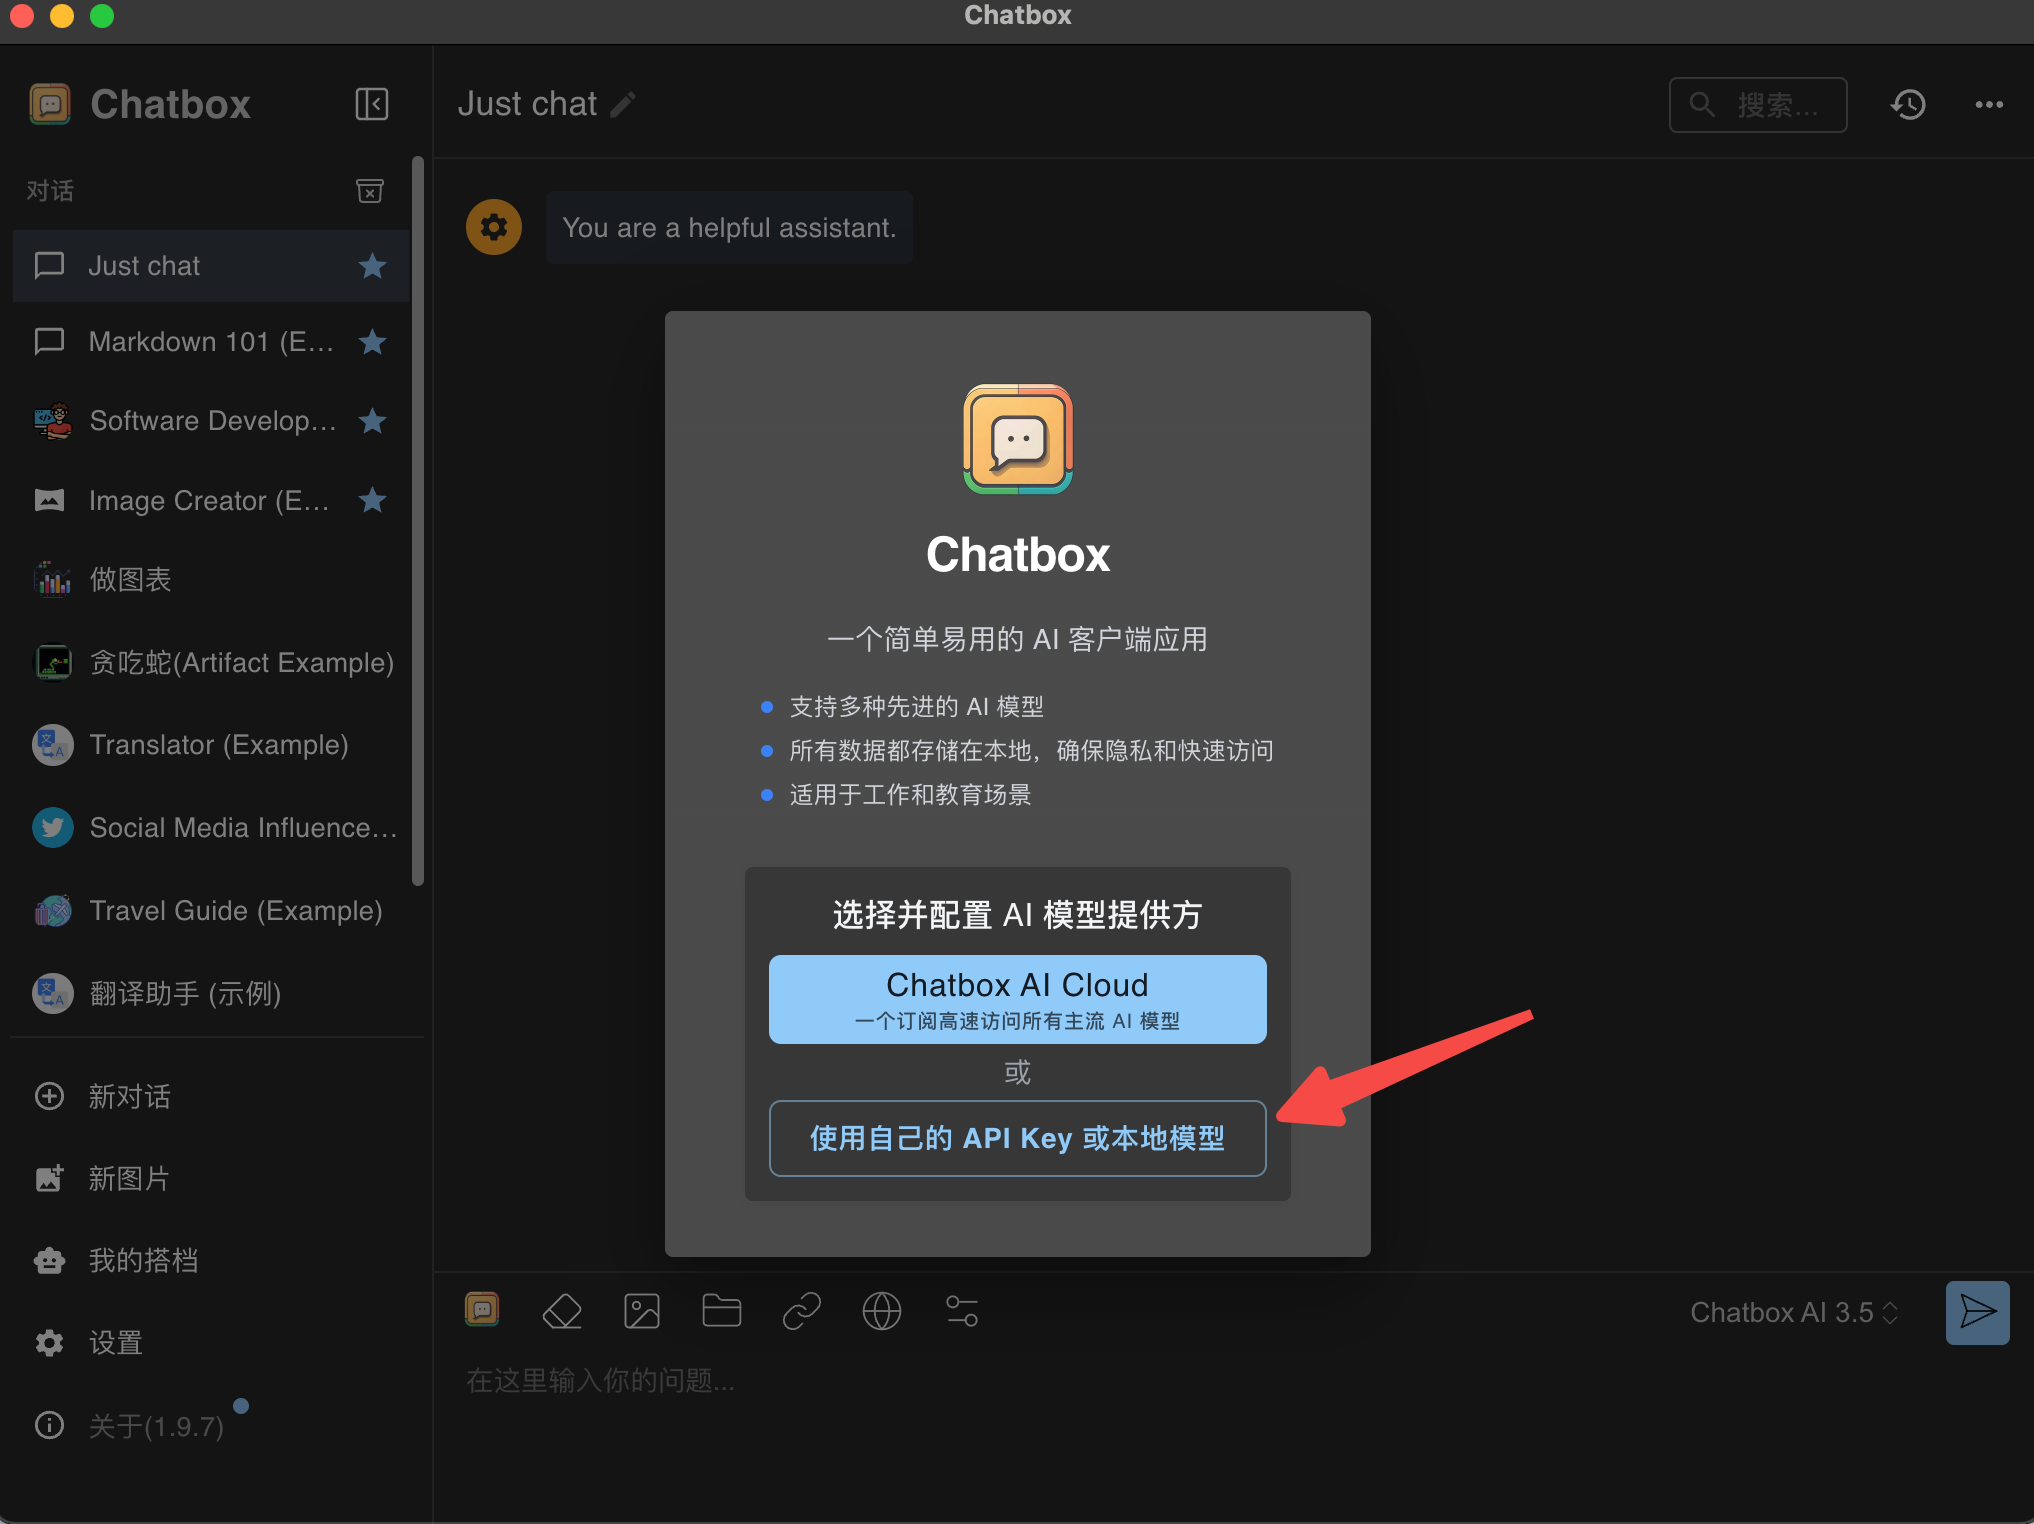 Chatbox
Chatbox
Just chat
搜索...
对话
You are a helpful assistant.
Just chat
Markdown 101 (E...
Software Develop...
Image Creator (E...
做图表
贪吃蛇(Artifact Example)
Translator (Example)
Social Media Influence...
Travel Guide (Example)
翻译助手 (示例)
新对话
新图片
我的搭档
设置
关于(1.9.7)
Chatbox
一个简单易用的 AI 客户端应用
支持多种先进的 AI 模型
所有数据都存储在本地，确保隐私和快速访问
适用于工作和教育场景
选择并配置 AI 模型提供方
Chatbox AI Cloud
一个订阅高速访问所有主流 AI 模型
或
使用自己的 API Key 或本地模型
Chatbox AI 3.5
在这里输入你的问题...